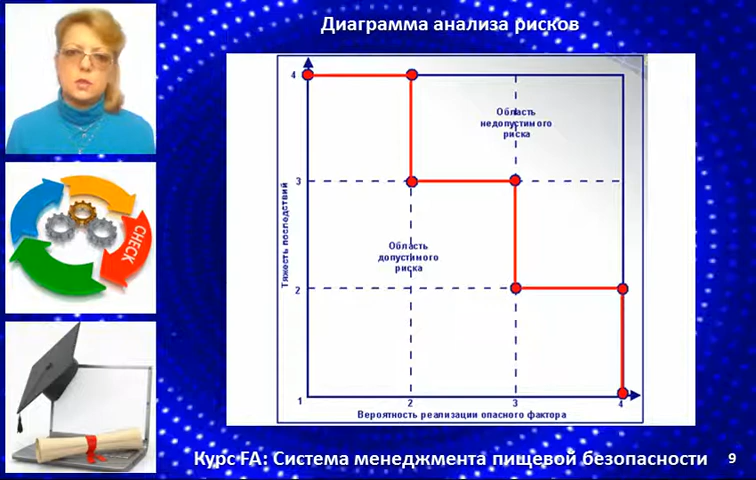 Диаграмма анализа рисков
4
Область
недопустимого
риска
3
Тяжесть последствий
Область
допустимого
риска
2
1
2
3
4
Вероятность реализации опасного фактора
CHECK
Курс FA: Система менеджмента пищевой безопасности
9